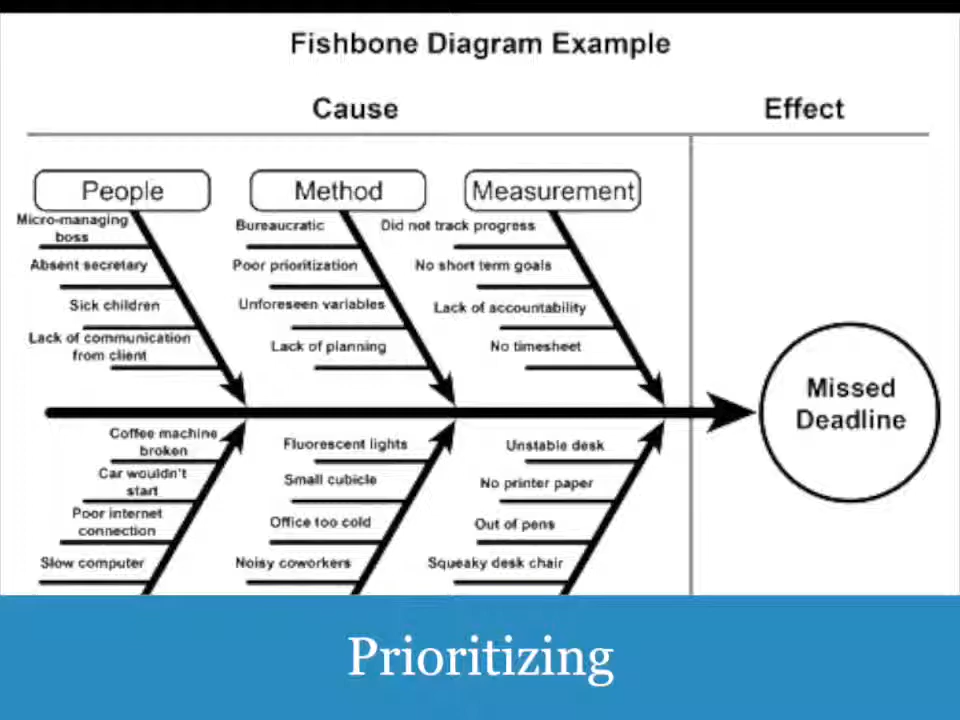 Fishbone Diagram Example
Cause
Effect
People
Method
Measurement
Micro-managing
boss
Absent secretary
Sick children
Lack of communication
from client
Bureaucratic
Poor prioritization
Unforeseen variables
Lack of planning
Did not track progress
No short term goals
Lack of accountability
No timesheet
Missed
Deadline
Coffee machine
broken
Car wouldn't
start
Poor internet
connection
Slow computer
Fluorescent lights
Small cubicle
Office too cold
Noisy coworkers
Unstable desk
No printer paper
Out of pens
Squeaky desk chair
Prioritizing